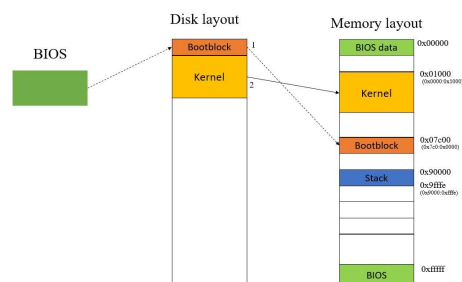 BIOS
Disk layout
Bootblock
1
Kernel
2
Memory layout
BIOS data
0x00000
0x01000
(0x0000:0x1000)
Kernel
0x07c00
(0x7c0:0x0000)
Bootblock
0x90000
Stack
0x9fffe
(0x9000:0xfffe)
0xfffff
BIOS